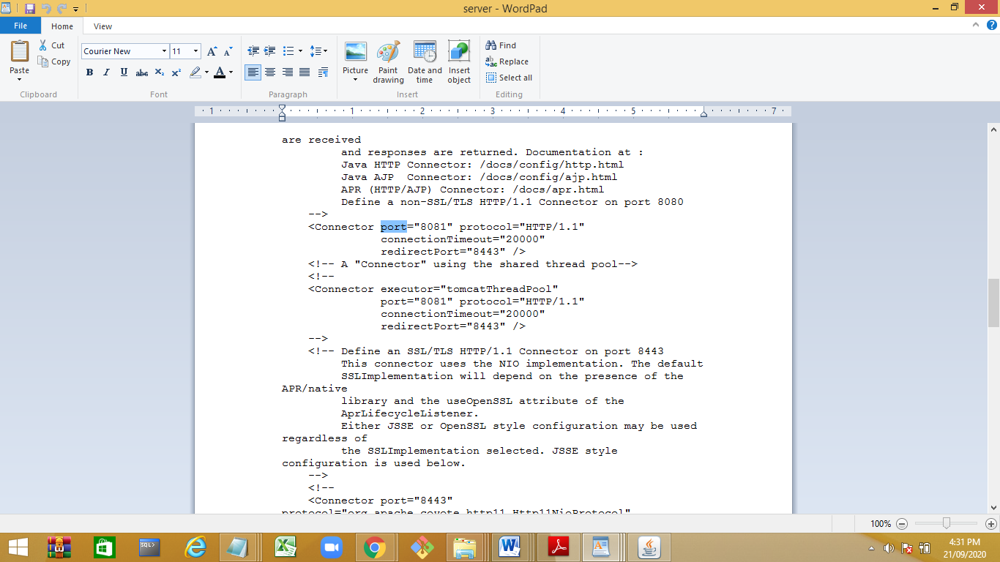 server - WordPad
File
Home
View
Paste
Cut
Copy
Clipboard
Courier New
11
A
A
B
I
U
abc
X₂
X²
A
Font
Paragraph
Picture
Paint drawing
Date and time
Insert object
Insert
Find
Replace
Select all
Editing
1 1 2 3 4 5 7
are received
and responses are returned. Documentation at :
Java HTTP Connector: /docs/config/http.html
Java AJP  Connector: /docs/config/ajp.html
APR (HTTP/AJP) Connector: /docs/apr.html
Define a non-SSL/TLS HTTP/1.1 Connector on port 8080
-->
<Connector port="8081" protocol="HTTP/1.1"
connectionTimeout="20000"
redirectPort="8443" />
<!-- A "Connector" using the shared thread pool-->
<!--
<Connector executor="tomcatThreadPool"
port="8081" protocol="HTTP/1.1"
connectionTimeout="20000"
redirectPort="8443" />
-->
<!-- Define an SSL/TLS HTTP/1.1 Connector on port 8443
This connector uses the NIO implementation. The default
SSLImplementation will depend on the presence of the
APR/native
library and the useOpenSSL attribute of the
AprLifecycleListener.
Either JSSE or OpenSSL style configuration may be used
regardless of
the SSLImplementation selected. JSSE style
configuration is used below.
-->
<!--
<Connector port="8443"
protocol="org.apache.coyote.http11.Http11NioProtocol"
100%
SQL>
4:31 PM
21/09/2020